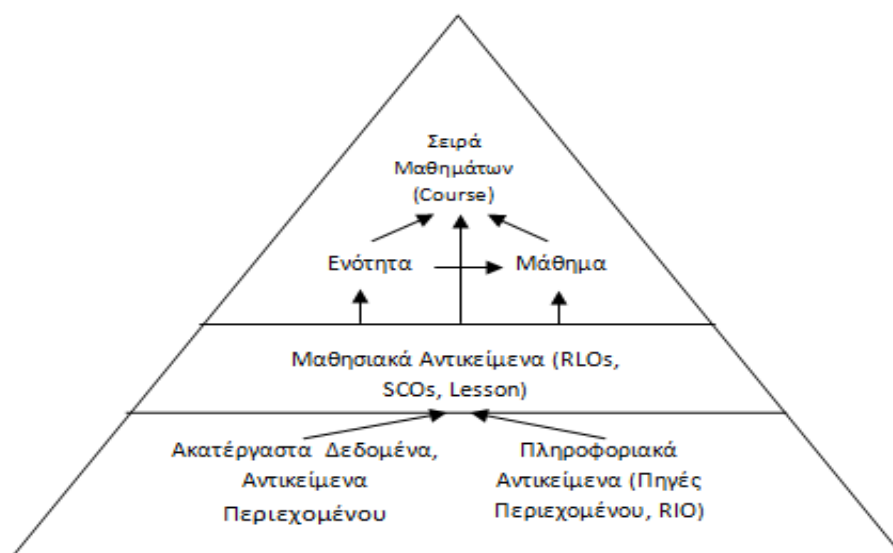 Σειρά
Μαθημάτων
(Course)
Ενότητα
Μάθημα
Μαθησιακά Αντικείμενα (RLOs,
SCOs, Lesson)
Ακατέργαστα Δεδομένα,
Αντικείμενα
Περιεχομένου
Πληροφοριακά
Αντικείμενα (Πηγές
Περιεχομένου, RIO)